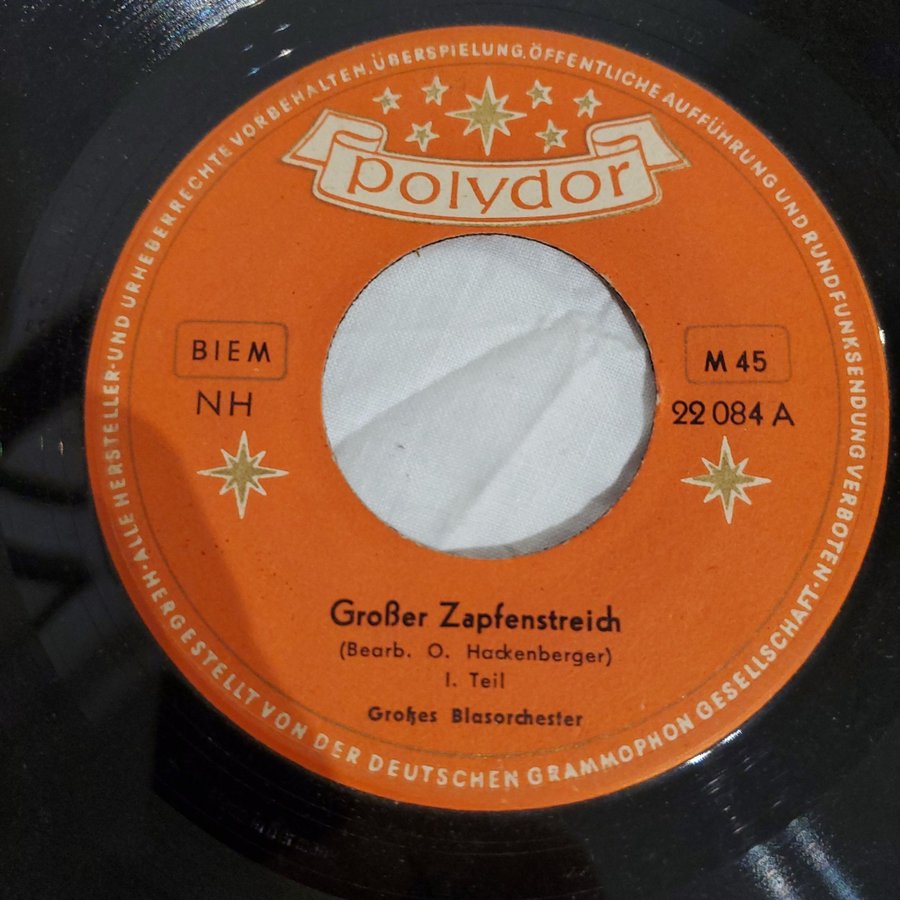 ALLE HERSTELLER- UND URHEBERRECHTE VORBEHALTEN. ÜBERSPIELUNG, ÖFFENTLICHE AUFFÜHRUNG UND RUNDFUNKSENDUNG VERBOTEN·
polydor
BIEM
NH
M 45
22 084 A
Großer Zapfenstreich
(Bearb. O. Hackenberger)
I. Teil
Großes Blasorchester
·HERGESTELLT VON DER DEUTSCHEN GRAMMOPHON GESELLSCHAFT·